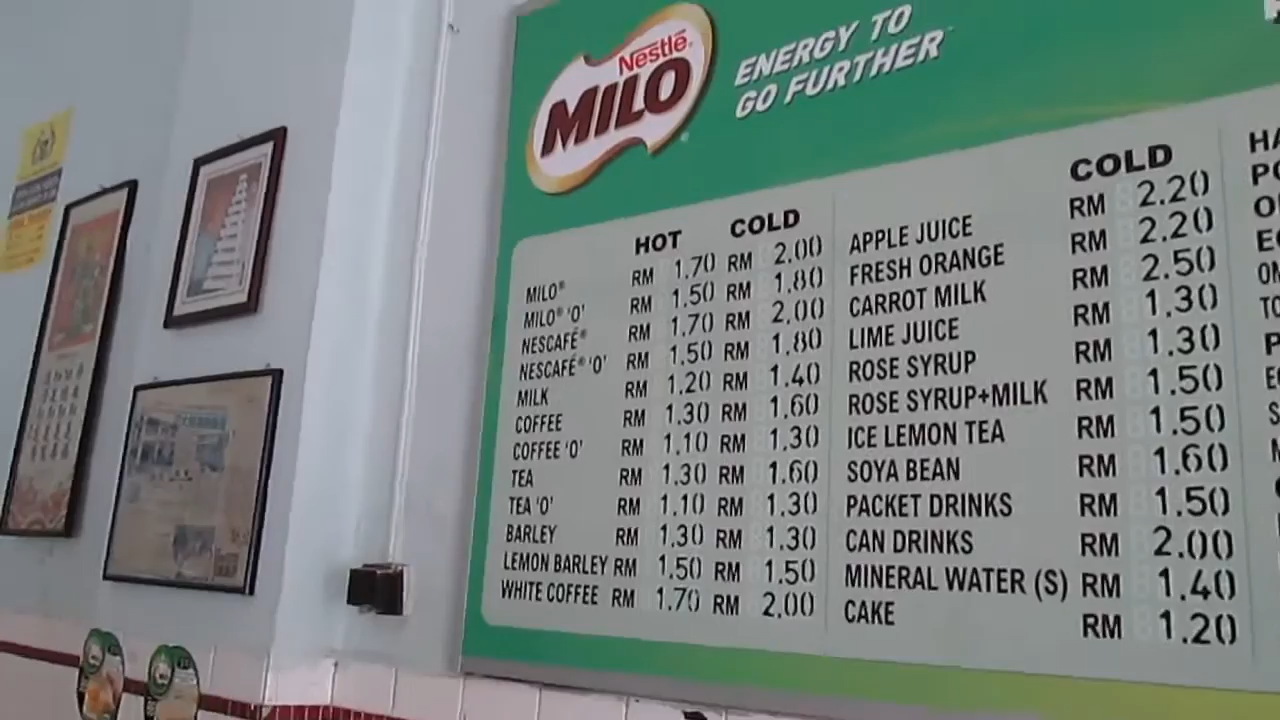 Nestlé
MILO
ENERGY TO
GO FURTHER
HOT COLD
MILO® RM 1.70 RM 2.00
MILO® 'O' RM 1.50 RM 1.80
NESCAFÉ® RM 1.70 RM 2.00
NESCAFÉ® 'O' RM 1.50 RM 1.80
MILK RM 1.20 RM 1.40
COFFEE RM 1.30 RM 1.60
COFFEE 'O' RM 1.10 RM 1.30
TEA RM 1.30 RM 1.60
TEA 'O' RM 1.10 RM 1.30
BARLEY RM 1.30 RM 1.30
LEMON BARLEY RM 1.50 RM 1.50
WHITE COFFEE RM 1.70 RM 2.00
COLD
APPLE JUICE RM 2.20
FRESH ORANGE RM 2.20
CARROT MILK RM 2.50
LIME JUICE RM 1.30
ROSE SYRUP RM 1.30
ROSE SYRUP+MILK RM 1.50
ICE LEMON TEA RM 1.50
SOYA BEAN RM 1.60
PACKET DRINKS RM 1.50
CAN DRINKS RM 2.00
MINERAL WATER (S) RM 1.40
CAKE RM 1.20